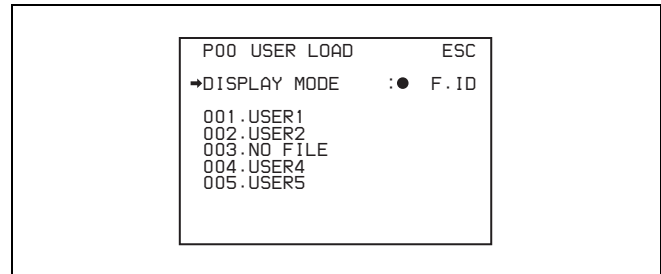 P00 USER LOAD ESC
➡DISPLAY MODE :● F.ID
001.USER1
002.USER2
003.NO FILE
004.USER4
005.USER5